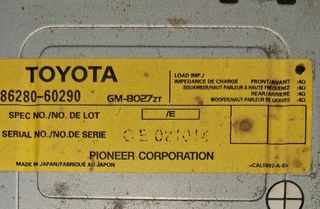 TOYOTA
86280-60290 GM-8027ZT
LOAD IMP./
IMPEDANCE DE CHARGE FRONT/AVANT :4Ω
SQUAWKER/HAUT-PARLEUR A HAUTE FRÉQUENCE :4Ω
REAR/ARRIERE :4Ω
WOOFER/HAUT-PARLEUR DE GRAVES :4Ω
SPEC NO./NO. DE LOT /E
SERIAL NO./NO. DE SERIE
PIONEER CORPORATION
MADE IN JAPAN/FABRIQUÉ AU JAPON